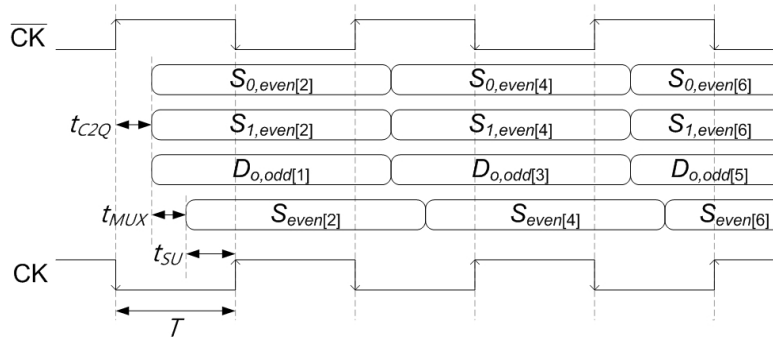 CK
S0,even[2] S0,even[4] S0,even[6]
tC2Q S1,even[2] S1,even[4] S1,even[6]
Do,odd[1] Do,odd[3] Do,odd[5]
tMUX Seven[2] Seven[4] Seven[6]
tSU
CK
T